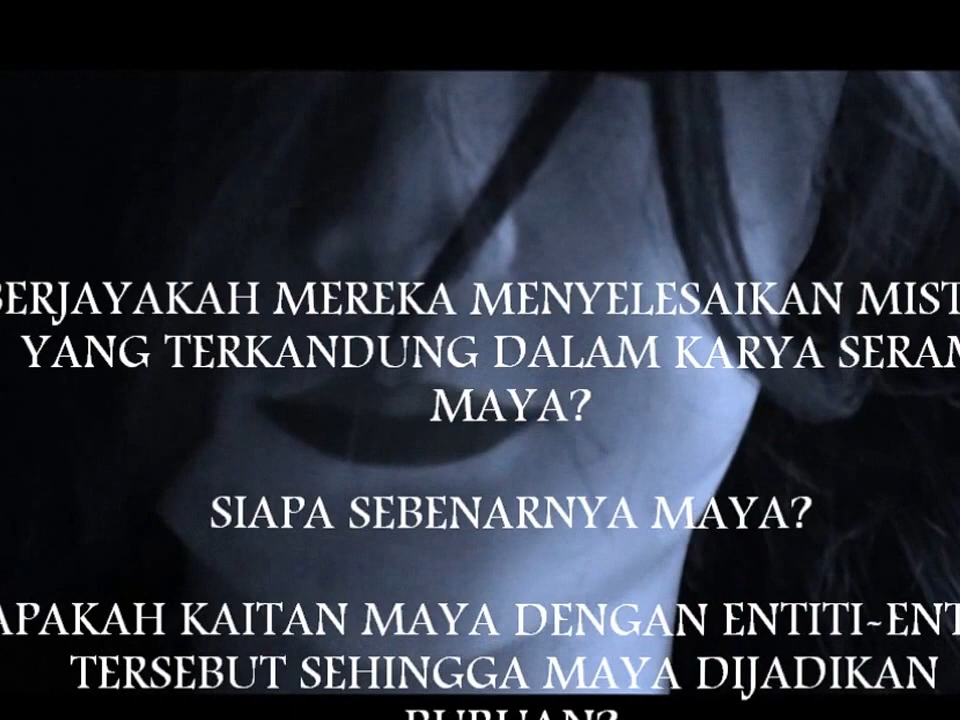 BERJAYAKAH MEREKA MENYELESAIKAN
YANG TERKANDUNG DALAM KARYA SERAM
MAYA?
SIAPA SEBENARNYA MAYA?
APAKAH KAITAN MAYA DENGAN
TERSEBUT SEHINGGA MAYA DIJADIKAN